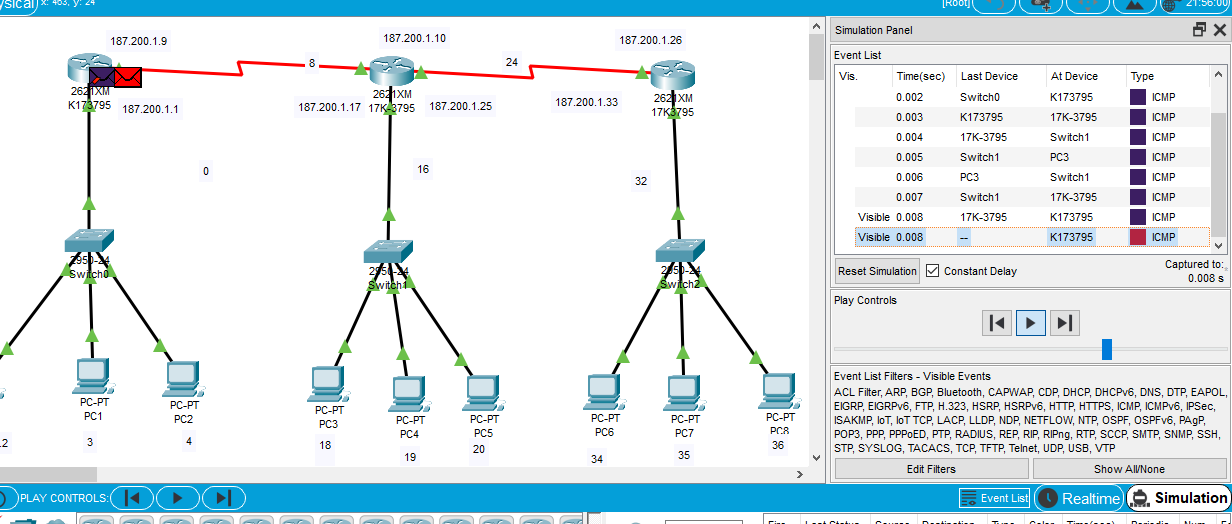 ysical
x: 463, y: 24
[Root]
21:56:00
187.200.1.9
187.200.1.10
187.200.1.26
8
24
2621XM
K173795
2621XM
17K-3795
2621XM
17K3795
187.200.1.1
187.200.1.17
187.200.1.25
187.200.1.33
0
16
32
2950-24
Switch0
2950-24
Switch1
2950-24
Switch2
PC-PT
PC1
PC-PT
PC2
PC-PT
PC3
PC-PT
PC4
PC-PT
PC5
PC-PT
PC6
PC-PT
PC7
PC-PT
PC8
.2
3
4
18
19
20
34
35
36
Simulation Panel
Event List
Vis. Time(sec) Last Device At Device Type
0.002 Switch0 K173795 ICMP
0.003 K173795 17K-3795 ICMP
0.004 17K-3795 Switch1 ICMP
0.005 Switch1 PC3 ICMP
0.006 PC3 Switch1 ICMP
0.007 Switch1 17K-3795 ICMP
Visible 0.008 17K-3795 K173795 ICMP
Visible 0.008 -- K173795 ICMP
Reset Simulation
Constant Delay
Captured to:
0.008 s
Play Controls
Event List Filters - Visible Events
ACL Filter, ARP, BGP, Bluetooth, CAPWAP, CDP, DHCP, DHCPv6, DNS, DTP, EAPOL,
EIGRP, EIGRPv6, FTP, H.323, HSRP, HSRPv6, HTTP, HTTPS, ICMP, ICMPv6, IPSec,
ISAKMP, IoT, IoT TCP, LACP, LLDP, NDP, NETFLOW, NTP, OSPF, OSPFv6, PAgP,
POP3, PPP, PPPoED, PTP, RADIUS, REP, RIP, RIPng, RTP, SCCP, SMTP, SNMP, SSH,
STP, SYSLOG, TACACS, TCP, TFTP, Telnet, UDP, USB, VTP
Edit Filters
Show All/None
PLAY CONTROLS:
Event List
Realtime
Simulation
Fire Last Status Source Destination Type Color Time(sec) Periodic Num